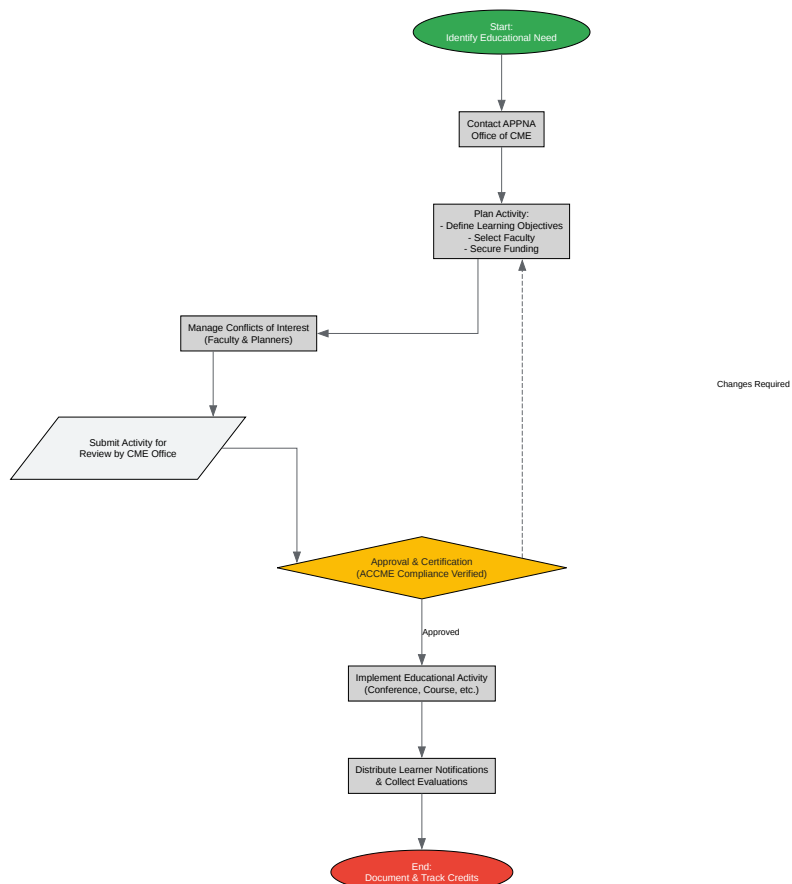 Start:
Identify Educational Need
Contact APPNA
Office of CME
Plan Activity:
- Define Learning Objectives
- Select Faculty
- Secure Funding
Manage Conflicts of Interest
(Faculty & Planners)
Changes Required
Submit Activity for
Review by CME Office
Approval & Certification
(ACCME Compliance Verified)
Approved
Implement Educational Activity
(Conference, Course, etc.)
Distribute Learner Notifications
& Collect Evaluations
End:
Document & Track Credits